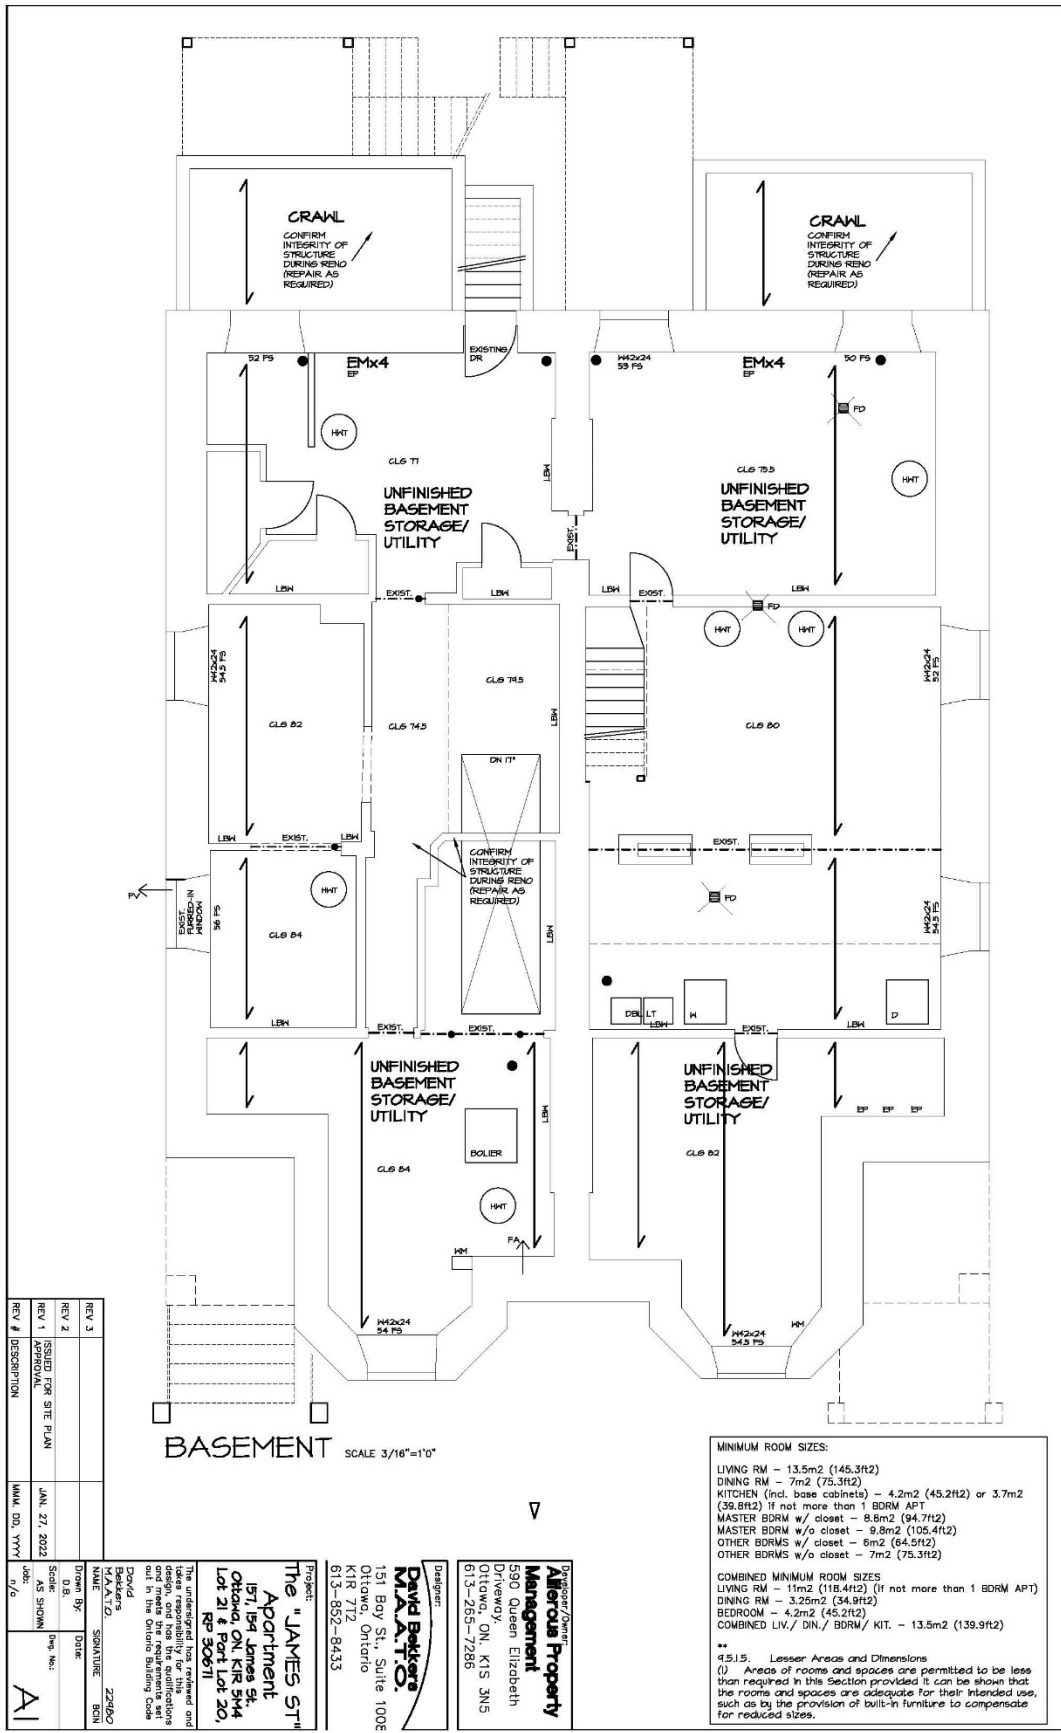 CRAWL
CONFIRM
INTEGRITY OF
STRUCTURE
DURING RENO
(REPAIR AS
REQUIRED)
CRAWL
CONFIRM
INTEGRITY OF
STRUCTURE
DURING RENO
(REPAIR AS
REQUIRED)
EXISTING
DR
52 FS
EMx4
EP
W42x24
53 FS
EMx4
EP
50 FS
FD
HWT
CLG 77
LBW
CLG 75.5
HWT
UNFINISHED
BASEMENT
STORAGE/
UTILITY
UNFINISHED
BASEMENT
STORAGE/
UTILITY
EXIST.
LBW
EXIST.
LBW
LBW
EXIST.
LBW
FD
HWT
HWT
W42x24
54.5 FS
W42x24
52 FS
CLG 74.5
LBW
CLG 82
CLG 74.5
CLG 80
DN 17"
LBW
EXIST.
LBW
EXIST.
CONFIRM
INTEGRITY OF
STRUCTURE
DURING RENO
(REPAIR AS
REQUIRED)
HWT
FV
EXIST.
FURRED-IN
WINDOW
56 FS
FD
W42x24
54.5 FS
CLG 84
LBW
DBL LT
LBW
W
D
LBW
EXIST.
EXIST.
EXIST.
LBW
UNFINISHED
BASEMENT
STORAGE/
UTILITY
UNFINISHED
BASEMENT
STORAGE/
UTILITY
LBW
EP EP EP
BOLIER
CLG 84
CLG 82
HWT
FA
WM
W42x24
54 FS
W42x24
54.5 FS
WM
BASEMENT SCALE 3/16"=1'0"
MINIMUM ROOM SIZES:
LIVING RM - 13.5m2 (145.3ft2)
DINING RM - 7m2 (75.3ft2)
KITCHEN (incl. base cabinets) - 4.2m2 (45.2ft2) or 3.7m2
(39.8ft2) if not more than 1 BDRM APT
MASTER BDRM w/ closet - 8.8m2 (94.7ft2)
MASTER BDRM w/o closet - 9.8m2 (105.4ft2)
OTHER BDRMS w/ closet - 6m2 (64.5ft2)
OTHER BDRMS w/o closet - 7m2 (75.3ft2)
COMBINED MINIMUM ROOM SIZES
LIVING RM - 11m2 (118.4ft2) (if not more than 1 BDRM APT)
DINING RM - 3.25m2 (34.9ft2)
BEDROOM - 4.2m2 (45.2ft2)
COMBINED LIV./ DIN./ BDRM/ KIT. - 13.5m2 (139.9ft2)
**
9.5.1.5. Lesser Areas and Dimensions
(1) Areas of rooms and spaces are permitted to be less
than required in this Section provided it can be shown that
the rooms and spaces are adequate for their intended use,
such as by the provision of built-in furniture to compensate
for reduced sizes.
Developer/Owner:
Alliferous Property
Management
590 Queen Elizabeth
Driveway,
Ottawa, ON. K1S 3N5
613-265-7286
Designer:
David Bekkers
M.A.A.T.O.
151 Bay St., Suite 1008
Ottawa, Ontario
K1R 7T2
613-852-8433
Project:
The "JAMES ST"
Apartment
157, 159 James St.
Ottawa, ON. K1R 5M4
Lot 21 & Part Lot 20,
RP 30671
The undersigned has reviewed and
takes responsibility for this
design, and has the qualifications
and meets the requirements set
out in the Ontario Building Code
David
Bekkers
M.A.A.T.O. 22980
NAME SIGNATURE BCIN
Drawn By: Date:
D.B.
Scale: Dwg. No.:
AS SHOWN
Job:
n/a
A1
REV 3
REV 2
REV 1 ISSUED FOR SITE PLAN APPROVAL JAN. 27, 2022
REV # DESCRIPTION MMM. DD, YYYY